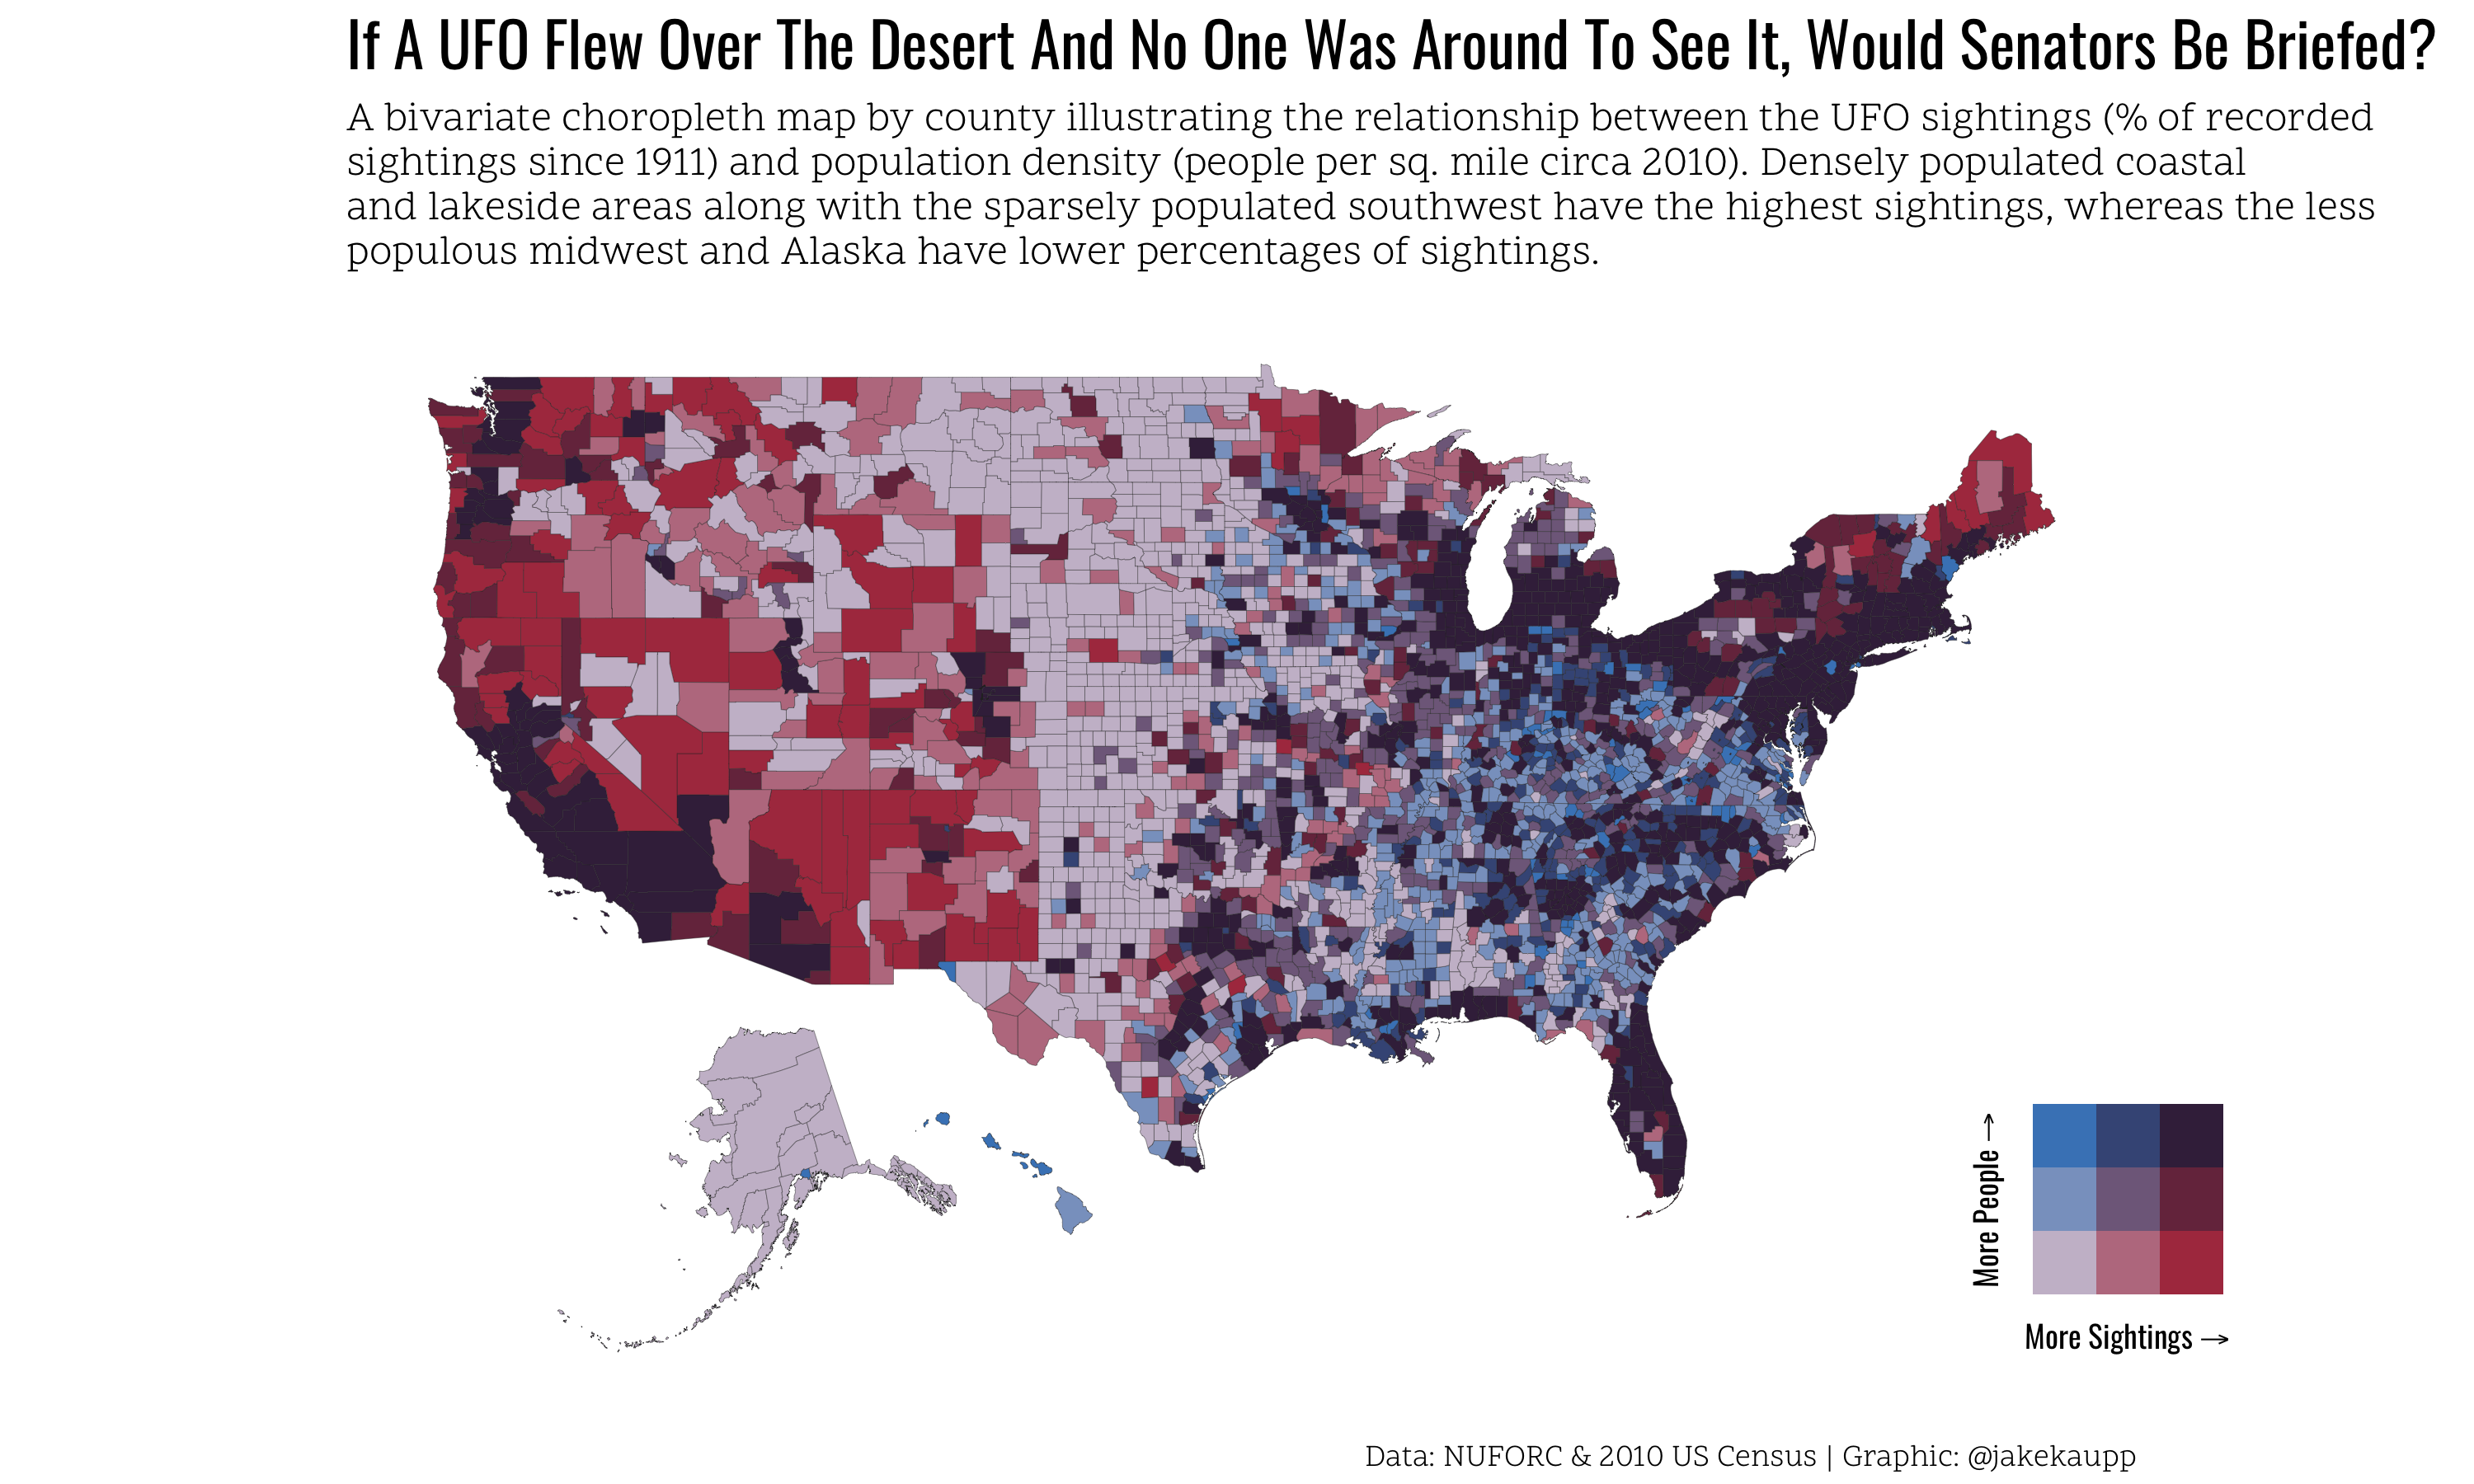 If A UFO Flew Over The Desert And No One Was Around To See It, Would Senators Be Briefed?
A bivariate choropleth map by county illustrating the relationship between the UFO sightings (% of recorded
sightings since 1911) and population density (people per sq. mile circa 2010). Densely populated coastal
and lakeside areas along with the sparsely populated southwest have the highest sightings, whereas the less
populous midwest and Alaska have lower percentages of sightings.
More People →
More Sightings →
Data: NUFORC & 2010 US Census | Graphic: @jakekaupp